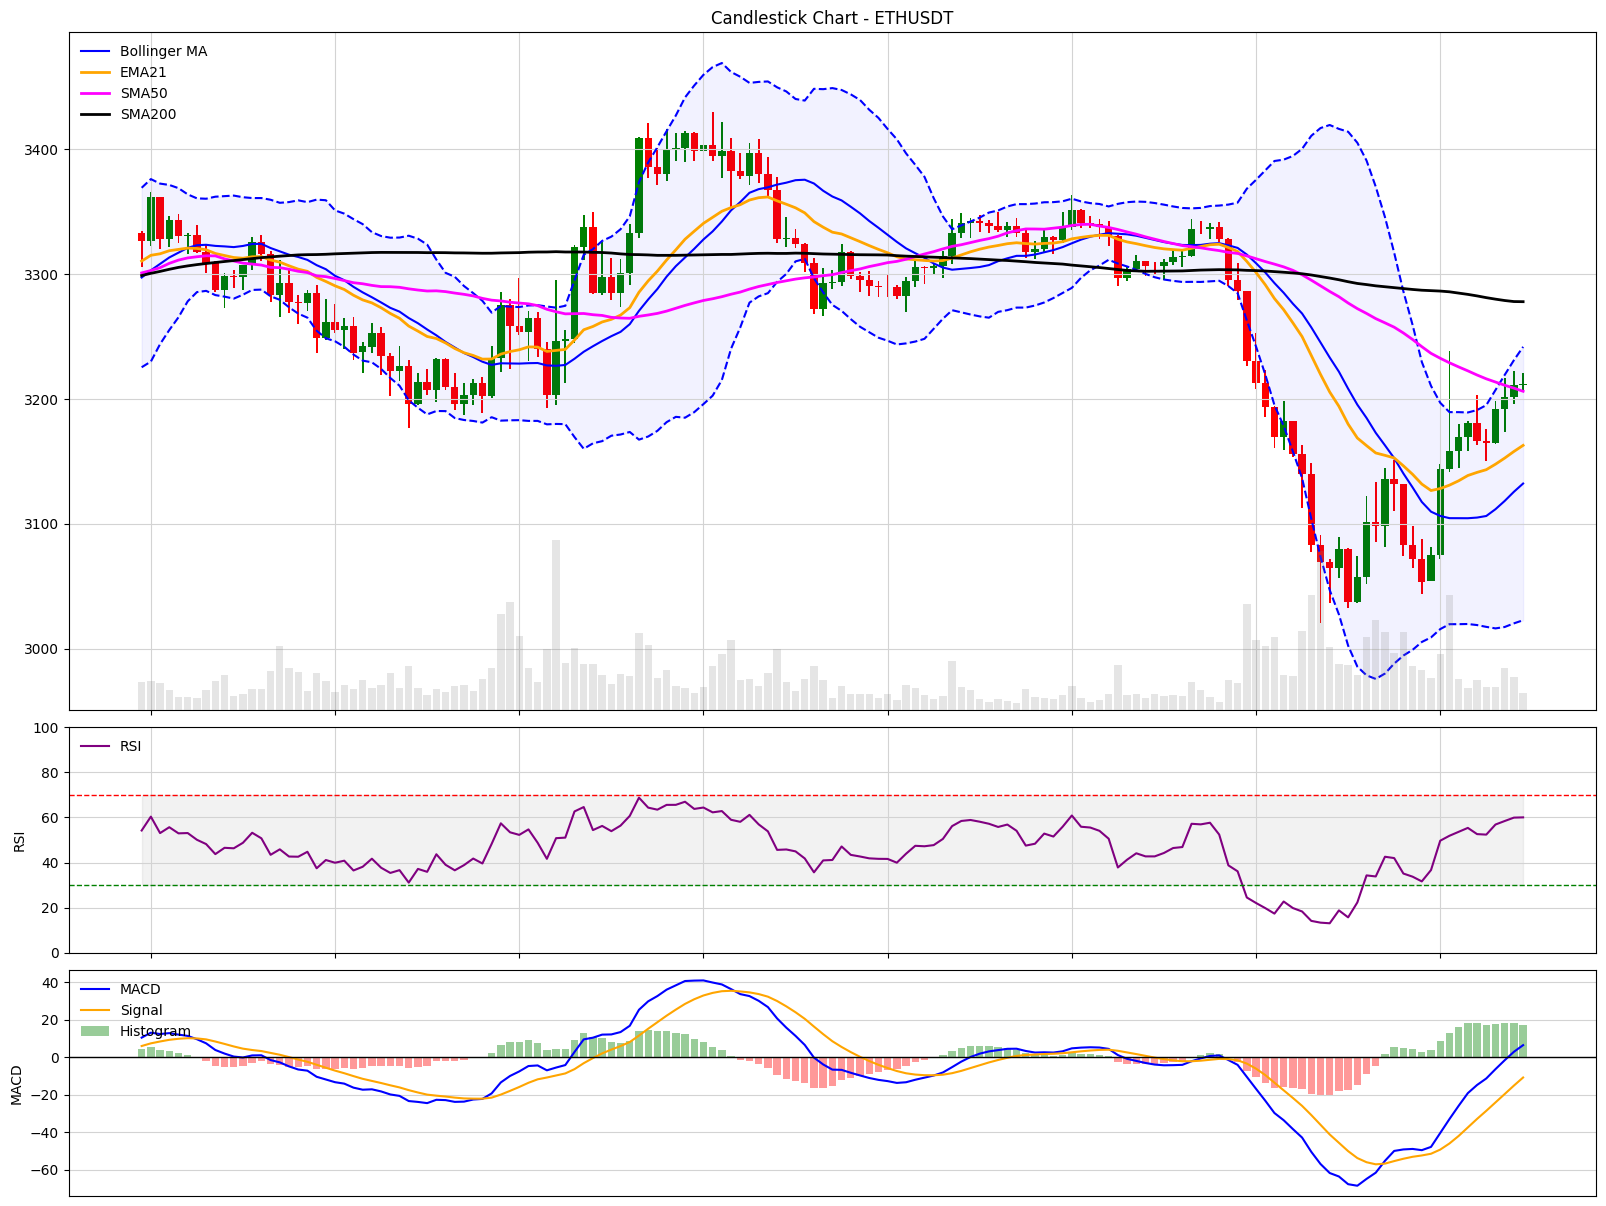 Candlestick Chart - ETHUSDT
Bollinger MA
EMA21
SMA50
SMA200
3400
3300
3200
3100
3000
100
80
60
40
20
0
RSI
RSI
40
20
0
−20
−40
−60
MACD
MACD
Signal
Histogram